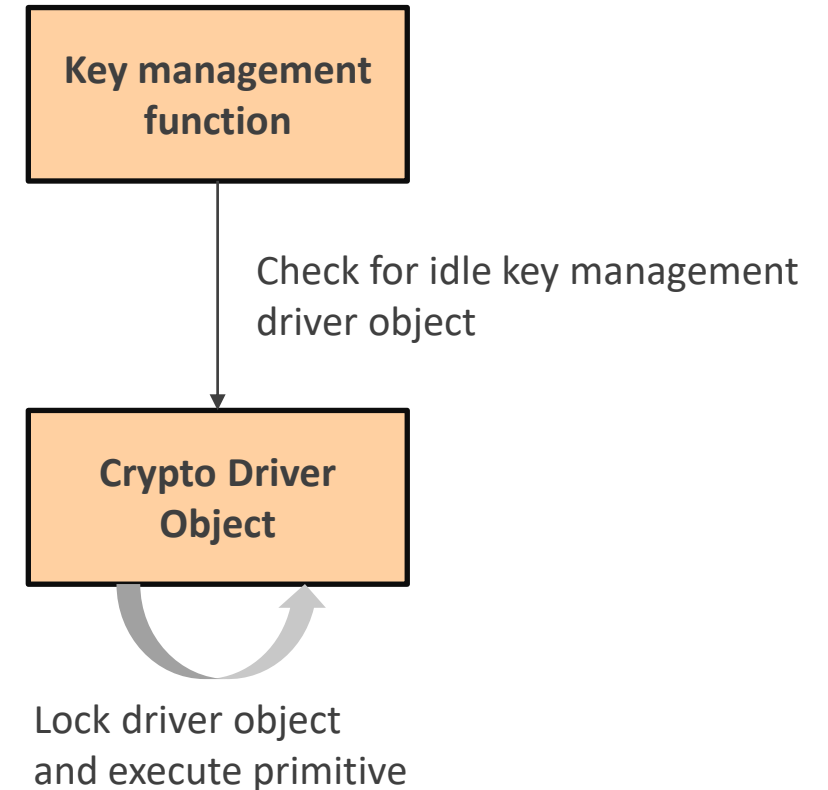 Key management
function
Check for idle key management
driver object
Crypto Driver
Object
Lock driver object
and execute primitive